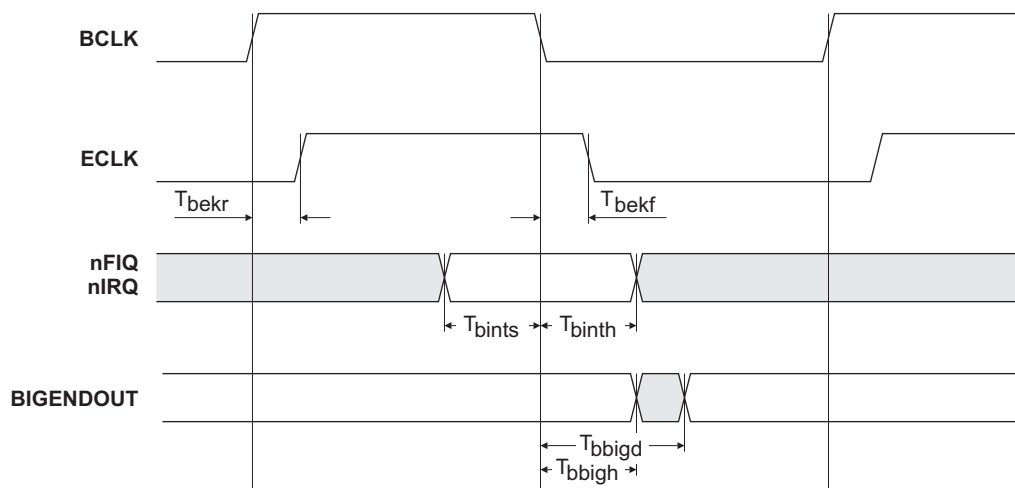 BCLK
ECLK
Tbekr
Tbekf
nFIQ
nIRQ
Tbints
Tbinth
BIGENDOUT
Tbbigd
Tbbigh